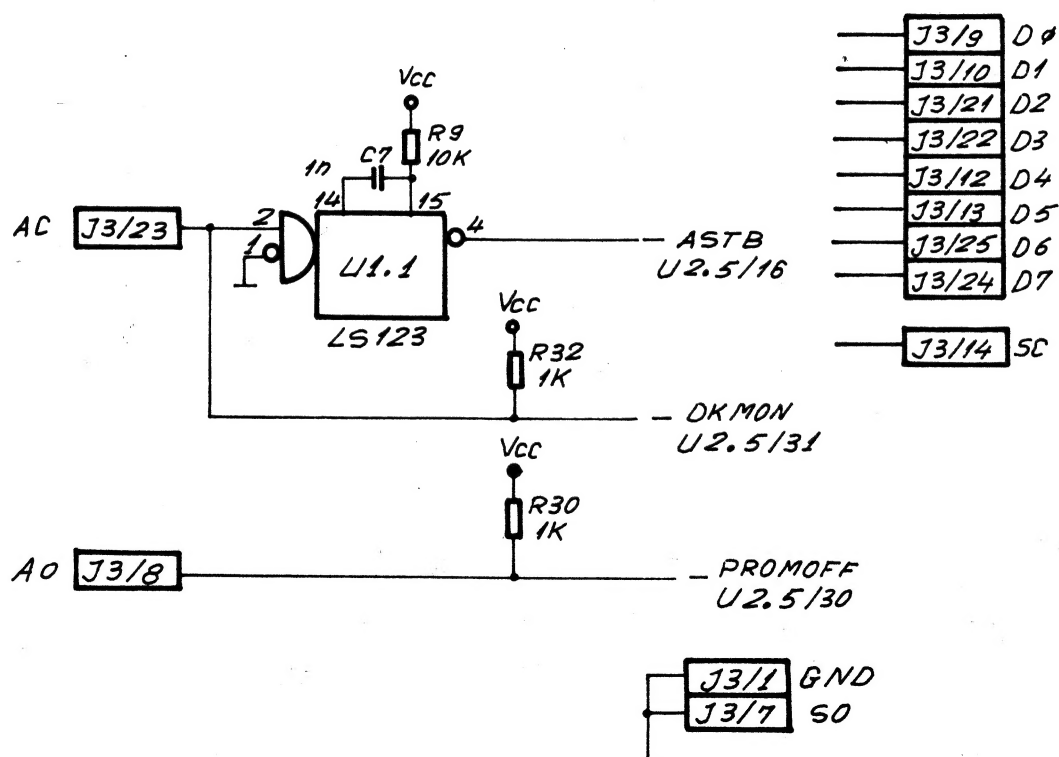 J3/9 DØ
J3/10 D1
J3/21 D2
J3/22 D3
J3/12 D4
J3/13 D5
J3/25 D6
J3/24 D7
J3/14 SC
Vcc
R9
10K
C7
1n
14 15
AC J3/23
2
1
4
U1.1
LS123
— ASTB
U2.5/16
Vcc
R32
1K
— DKMON
U2.5/31
Vcc
R30
1K
AO J3/8
— PROMOFF
U2.5/30
J3/1 GND
J3/7 SO